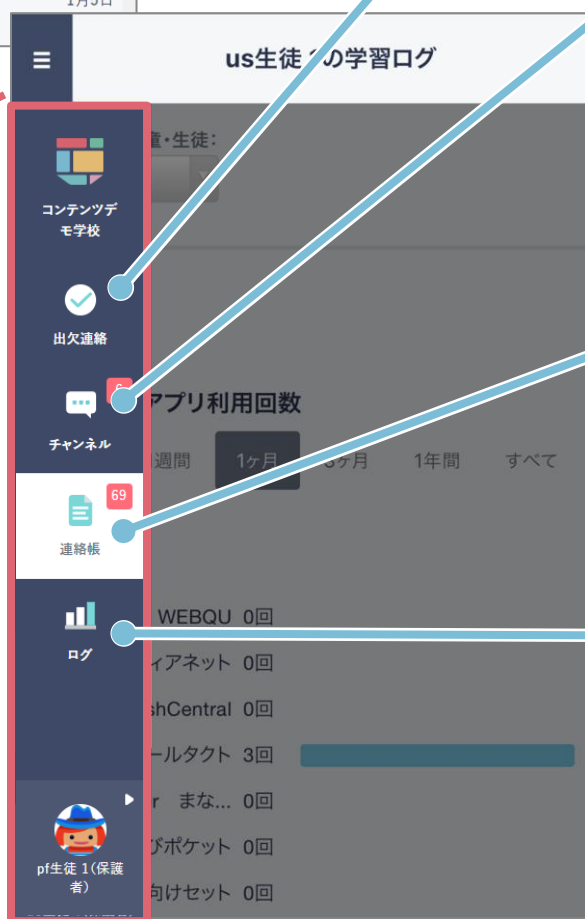 1月5日
us生徒 の学習ログ
童・生徒:
コンテンツデ
モ学校
出欠連絡
6
アプリ利用回数
チャンネル
週間 1ヶ月 3ヶ月 1年間 すべて
69
連絡帳
WEBQU 0回
ログ
ィアネット 0回
shCentral 0回
ールタクト 3回
r まな... 0回
びポケット 0回
pf生徒 1(保護
者)
向けセット 0回